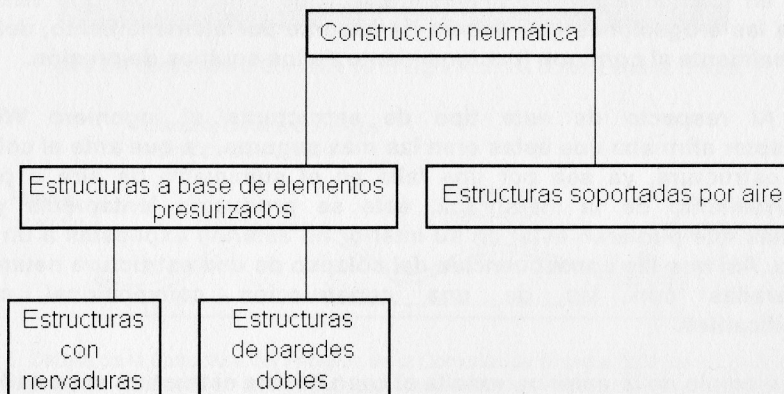 Construcción neumática
Estructuras a base de elementos
presurizados
Estructuras soportadas por aire
Estructuras
con
nervaduras
Estructuras
de paredes
dobles